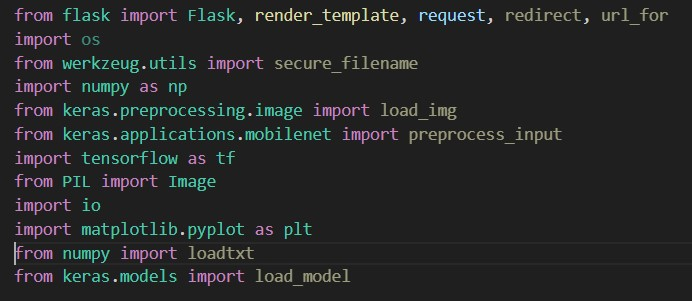 from flask import Flask, render_template, request, redirect, url_for
import os
from werkzeug.utils import secure_filename
import numpy as np
from keras.preprocessing.image import load_img
from keras.applications.mobilenet import preprocess_input
import tensorflow as tf
from PIL import Image
import io
import matplotlib.pyplot as plt
from numpy import loadtxt
from keras.models import load_model